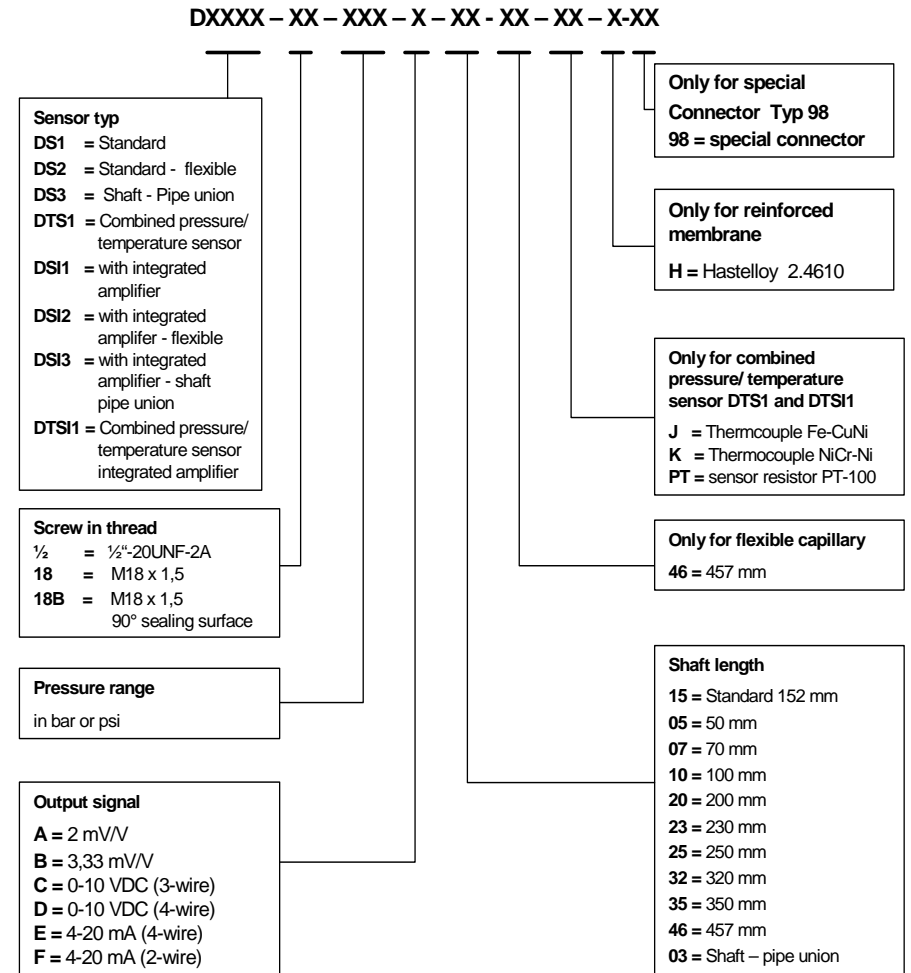 DXXXX – XX – XXX – X – XX - XX – XX – X-XX
Sensor typ
DS1 = Standard
DS2 = Standard - flexible
DS3 = Shaft - Pipe union
DTS1 = Combined pressure/
temperature sensor
DSI1 = with integrated
amplifier
DSI2 = with integrated
amplifer - flexible
DSI3 = with integrated
amplifier - shaft
pipe union
DTSI1 = Combined pressure/
temperature sensor
integrated amplifier
Screw in thread
½ = ½“-20UNF-2A
18 = M18 x 1,5
18B = M18 x 1,5
90° sealing surface
Pressure range
in bar or psi
Output signal
A = 2 mV/V
B = 3,33 mV/V
C = 0-10 VDC (3-wire)
D = 0-10 VDC (4-wire)
E = 4-20 mA (4-wire)
F = 4-20 mA (2-wire)
Only for special
Connector Typ 98
98 = special connector
Only for reinforced
membrane
H = Hastelloy 2.4610
Only for combined
pressure/ temperature
sensor DTS1 and DTSI1
J = Thermcouple Fe-CuNi
K = Thermocouple NiCr-Ni
PT = sensor resistor PT-100
Only for flexible capillary
46 = 457 mm
Shaft length
15 = Standard 152 mm
05 = 50 mm
07 = 70 mm
10 = 100 mm
20 = 200 mm
23 = 230 mm
25 = 250 mm
32 = 320 mm
35 = 350 mm
46 = 457 mm
03 = Shaft – pipe union